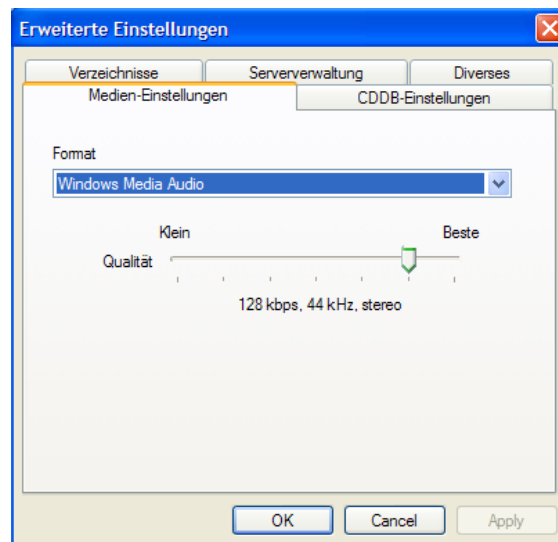 Erweiterte Einstellungen
Verzeichnisse Serververwaltung Diverses
Medien-Einstellungen CDDB-Einstellungen
Format
Windows Media Audio
Klein Beste
Qualität
128 kbps, 44 kHz, stereo
OK Cancel Apply